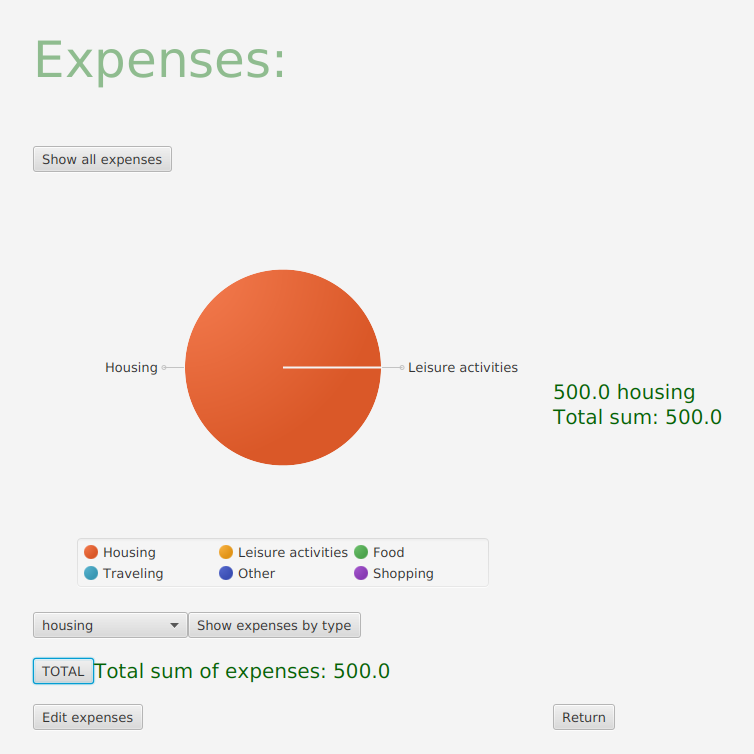 Expenses:
Show all expenses
Housing
Leisure activities
500.0 housing
Total sum: 500.0
Housing Leisure activities Food
Traveling Other Shopping
housing Show expenses by type
TOTAL Total sum of expenses: 500.0
Edit expenses Return